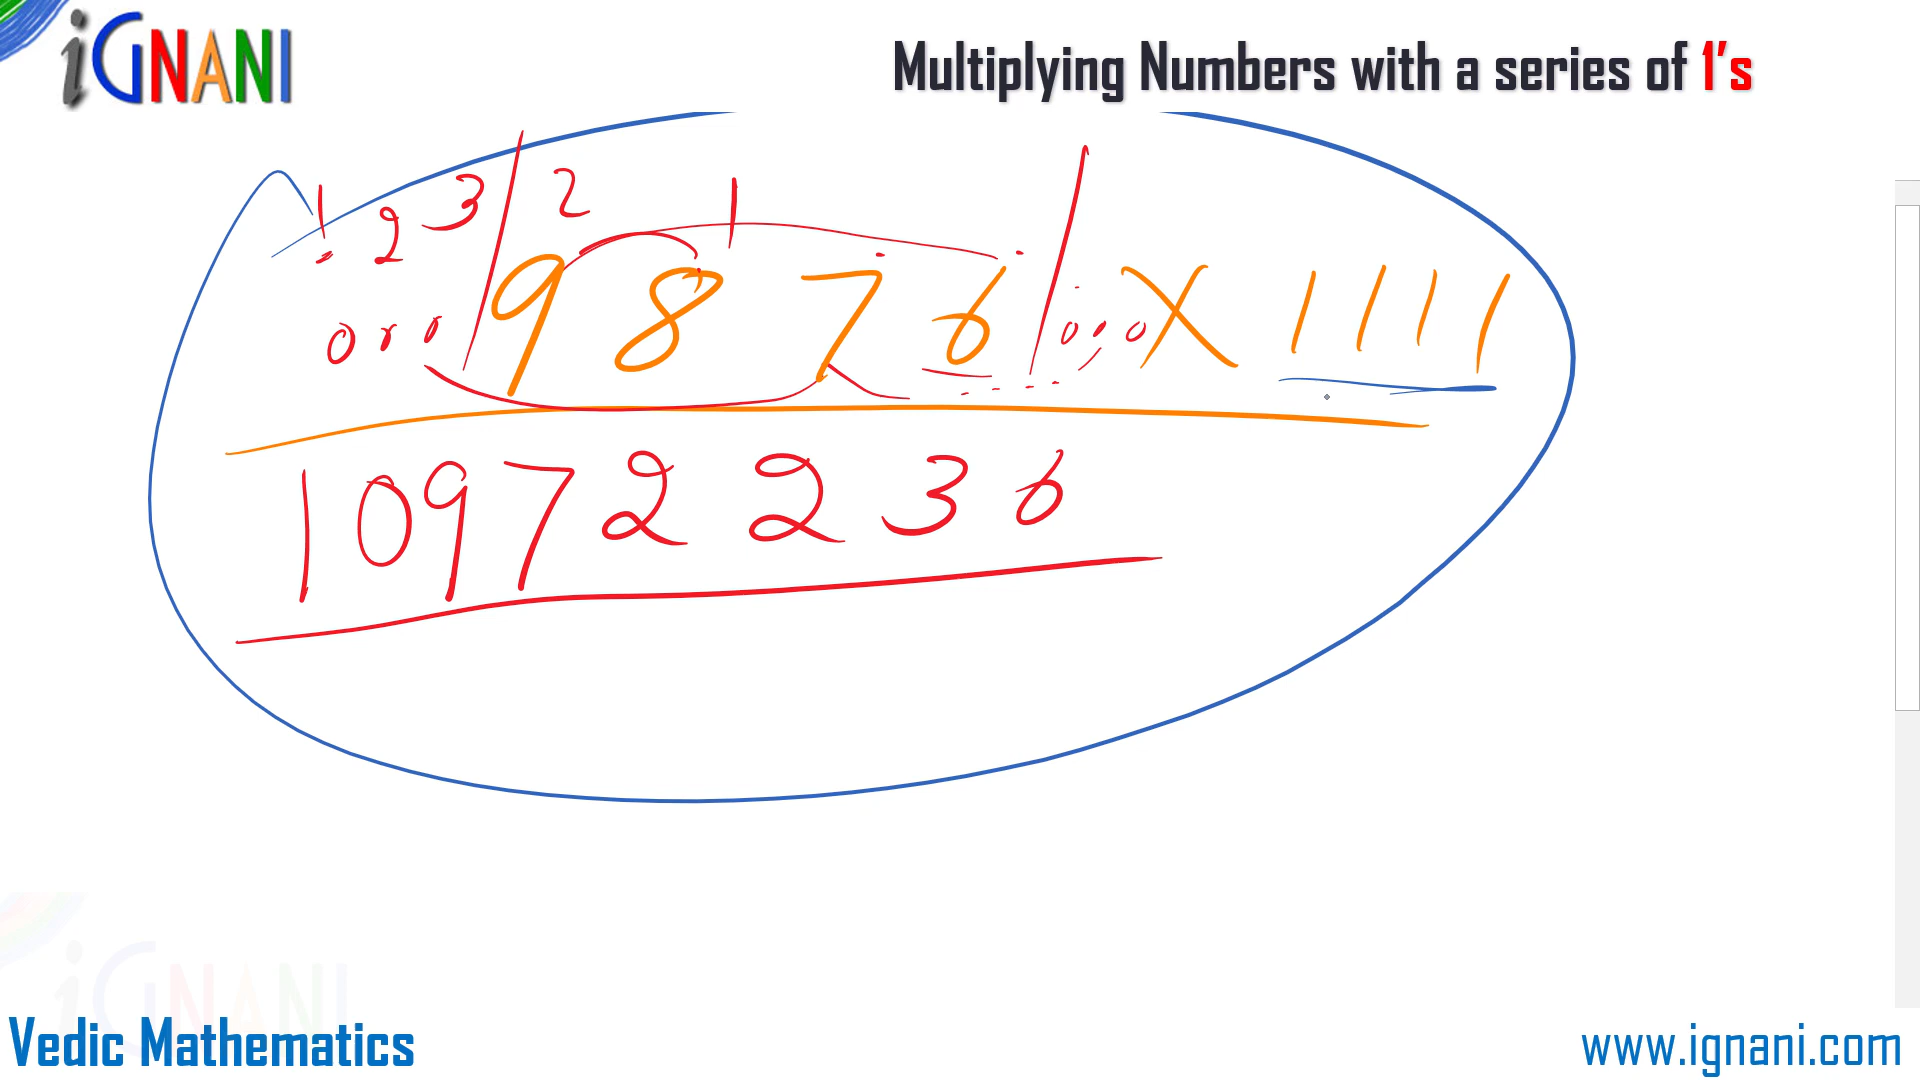 iGNANI
Multiplying Numbers with a series of 1's
1 2 3 2 1
0 0 0 9 8 7 6 0 0 0 X 1111
10972236
iGNANI
Vedic Mathematics
www.ignani.com